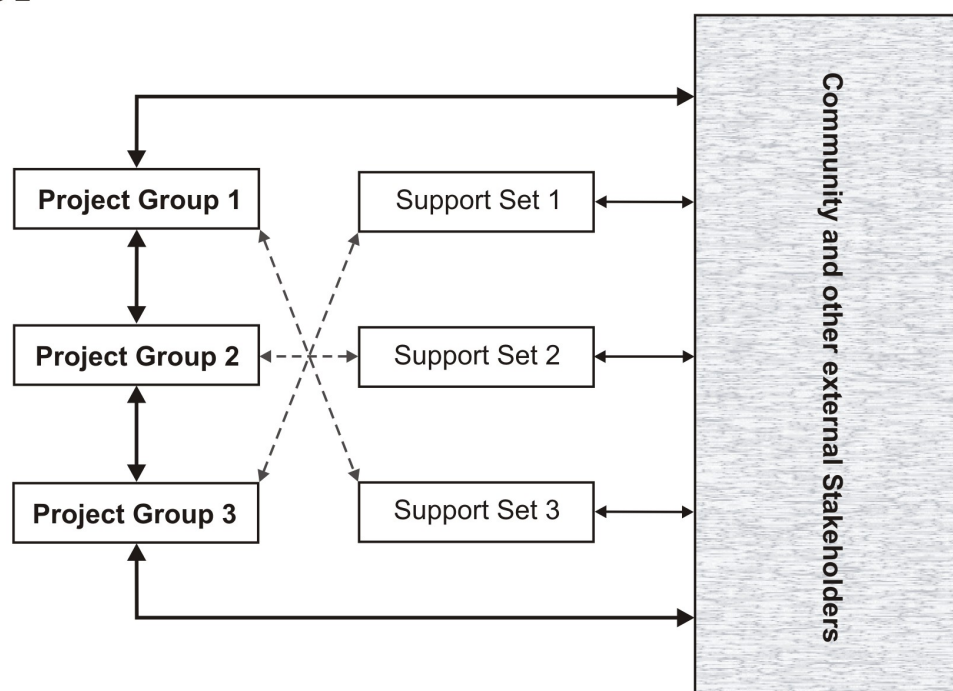 Project Group 1
Support Set 1
Project Group 2
Support Set 2
Project Group 3
Support Set 3
Community and other external Stakeholders